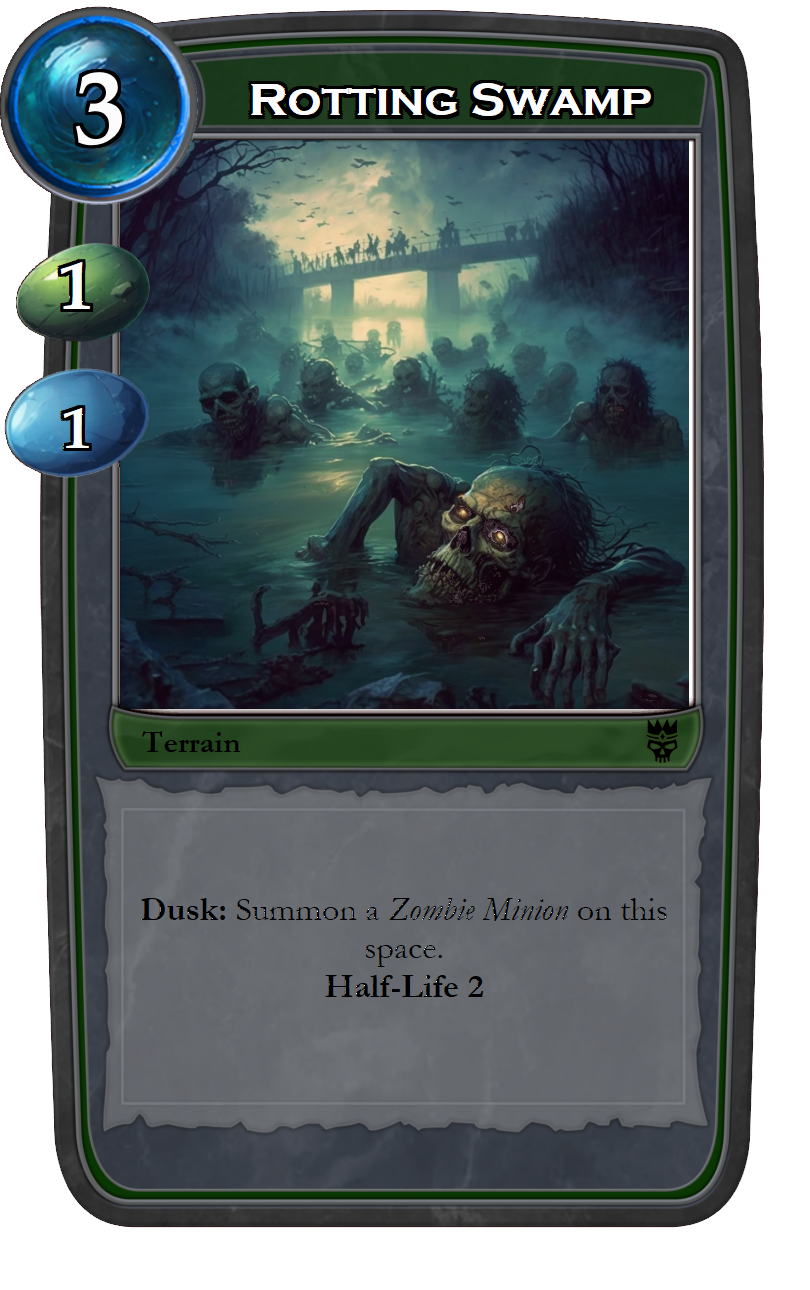 3
Rotting Swamp
1
1
Terrain
Dusk: Summon a Zombie Minion on this
space.
Half-Life 2